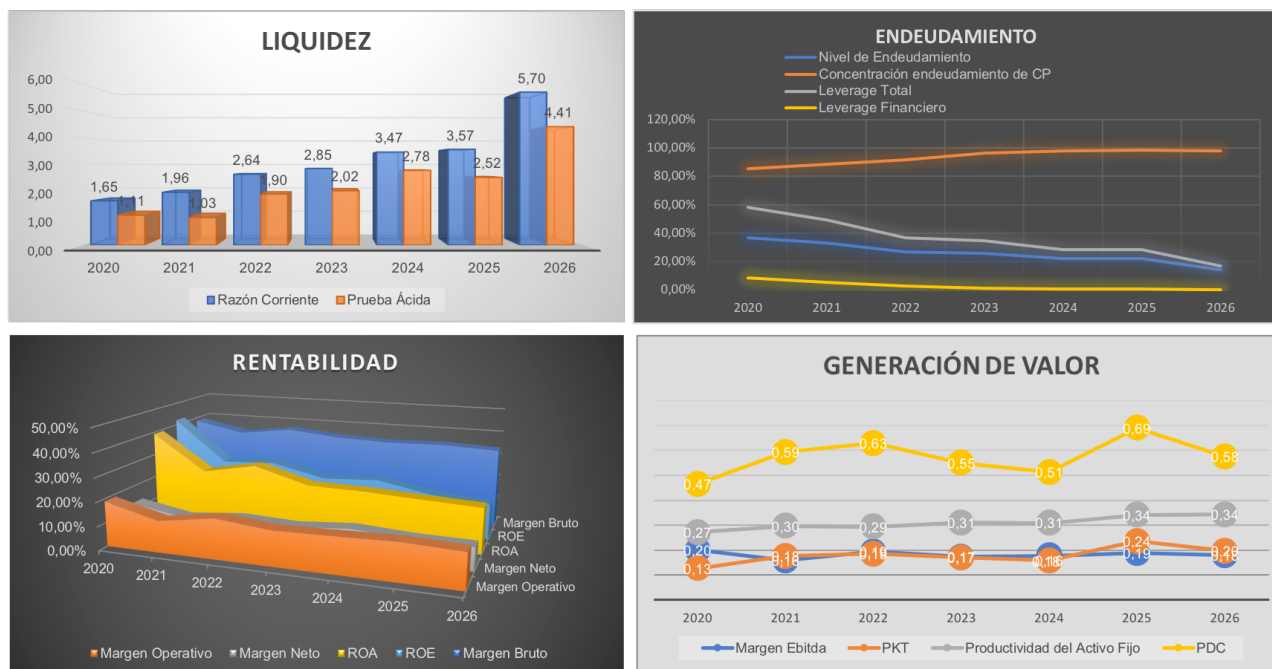 LIQUIDEZ
6,00
5,00
4,00
3,00
2,00
1,00
0,00
1,65
1,11
1,96
1,03
2,64
1,90
2,85
2,02
3,47
2,78
3,57
2,52
5,70
4,41
2020 2021 2022 2023 2024 2025 2026
Razón Corriente Prueba Ácida
ENDEUDAMIENTO
Nivel de Endeudamiento
Concentración endeudamiento de CP
Leverage Total
Leverage Financiero
120,00%
100,00%
80,00%
60,00%
40,00%
20,00%
0,00%
2020 2021 2022 2023 2024 2025 2026
RENTABILIDAD
50,00%
40,00%
30,00%
20,00%
10,00%
0,00%
2020 2021 2022 2023 2024 2025 2026
Margen Bruto
ROE
ROA
Margen Neto
Margen Operativo
Margen Operativo Margen Neto ROA ROE Margen Bruto
GENERACIÓN DE VALOR
0,47 0,59 0,63 0,55 0,51 0,69 0,58
0,27 0,30 0,29 0,31 0,31 0,34 0,34
0,20 0,18 0,19 0,17 0,24
0,13 0,16 0,19
2020 2021 2022 2023 2024 2025 2026
Margen Ebitda PKT Productividad del Activo Fijo PDC